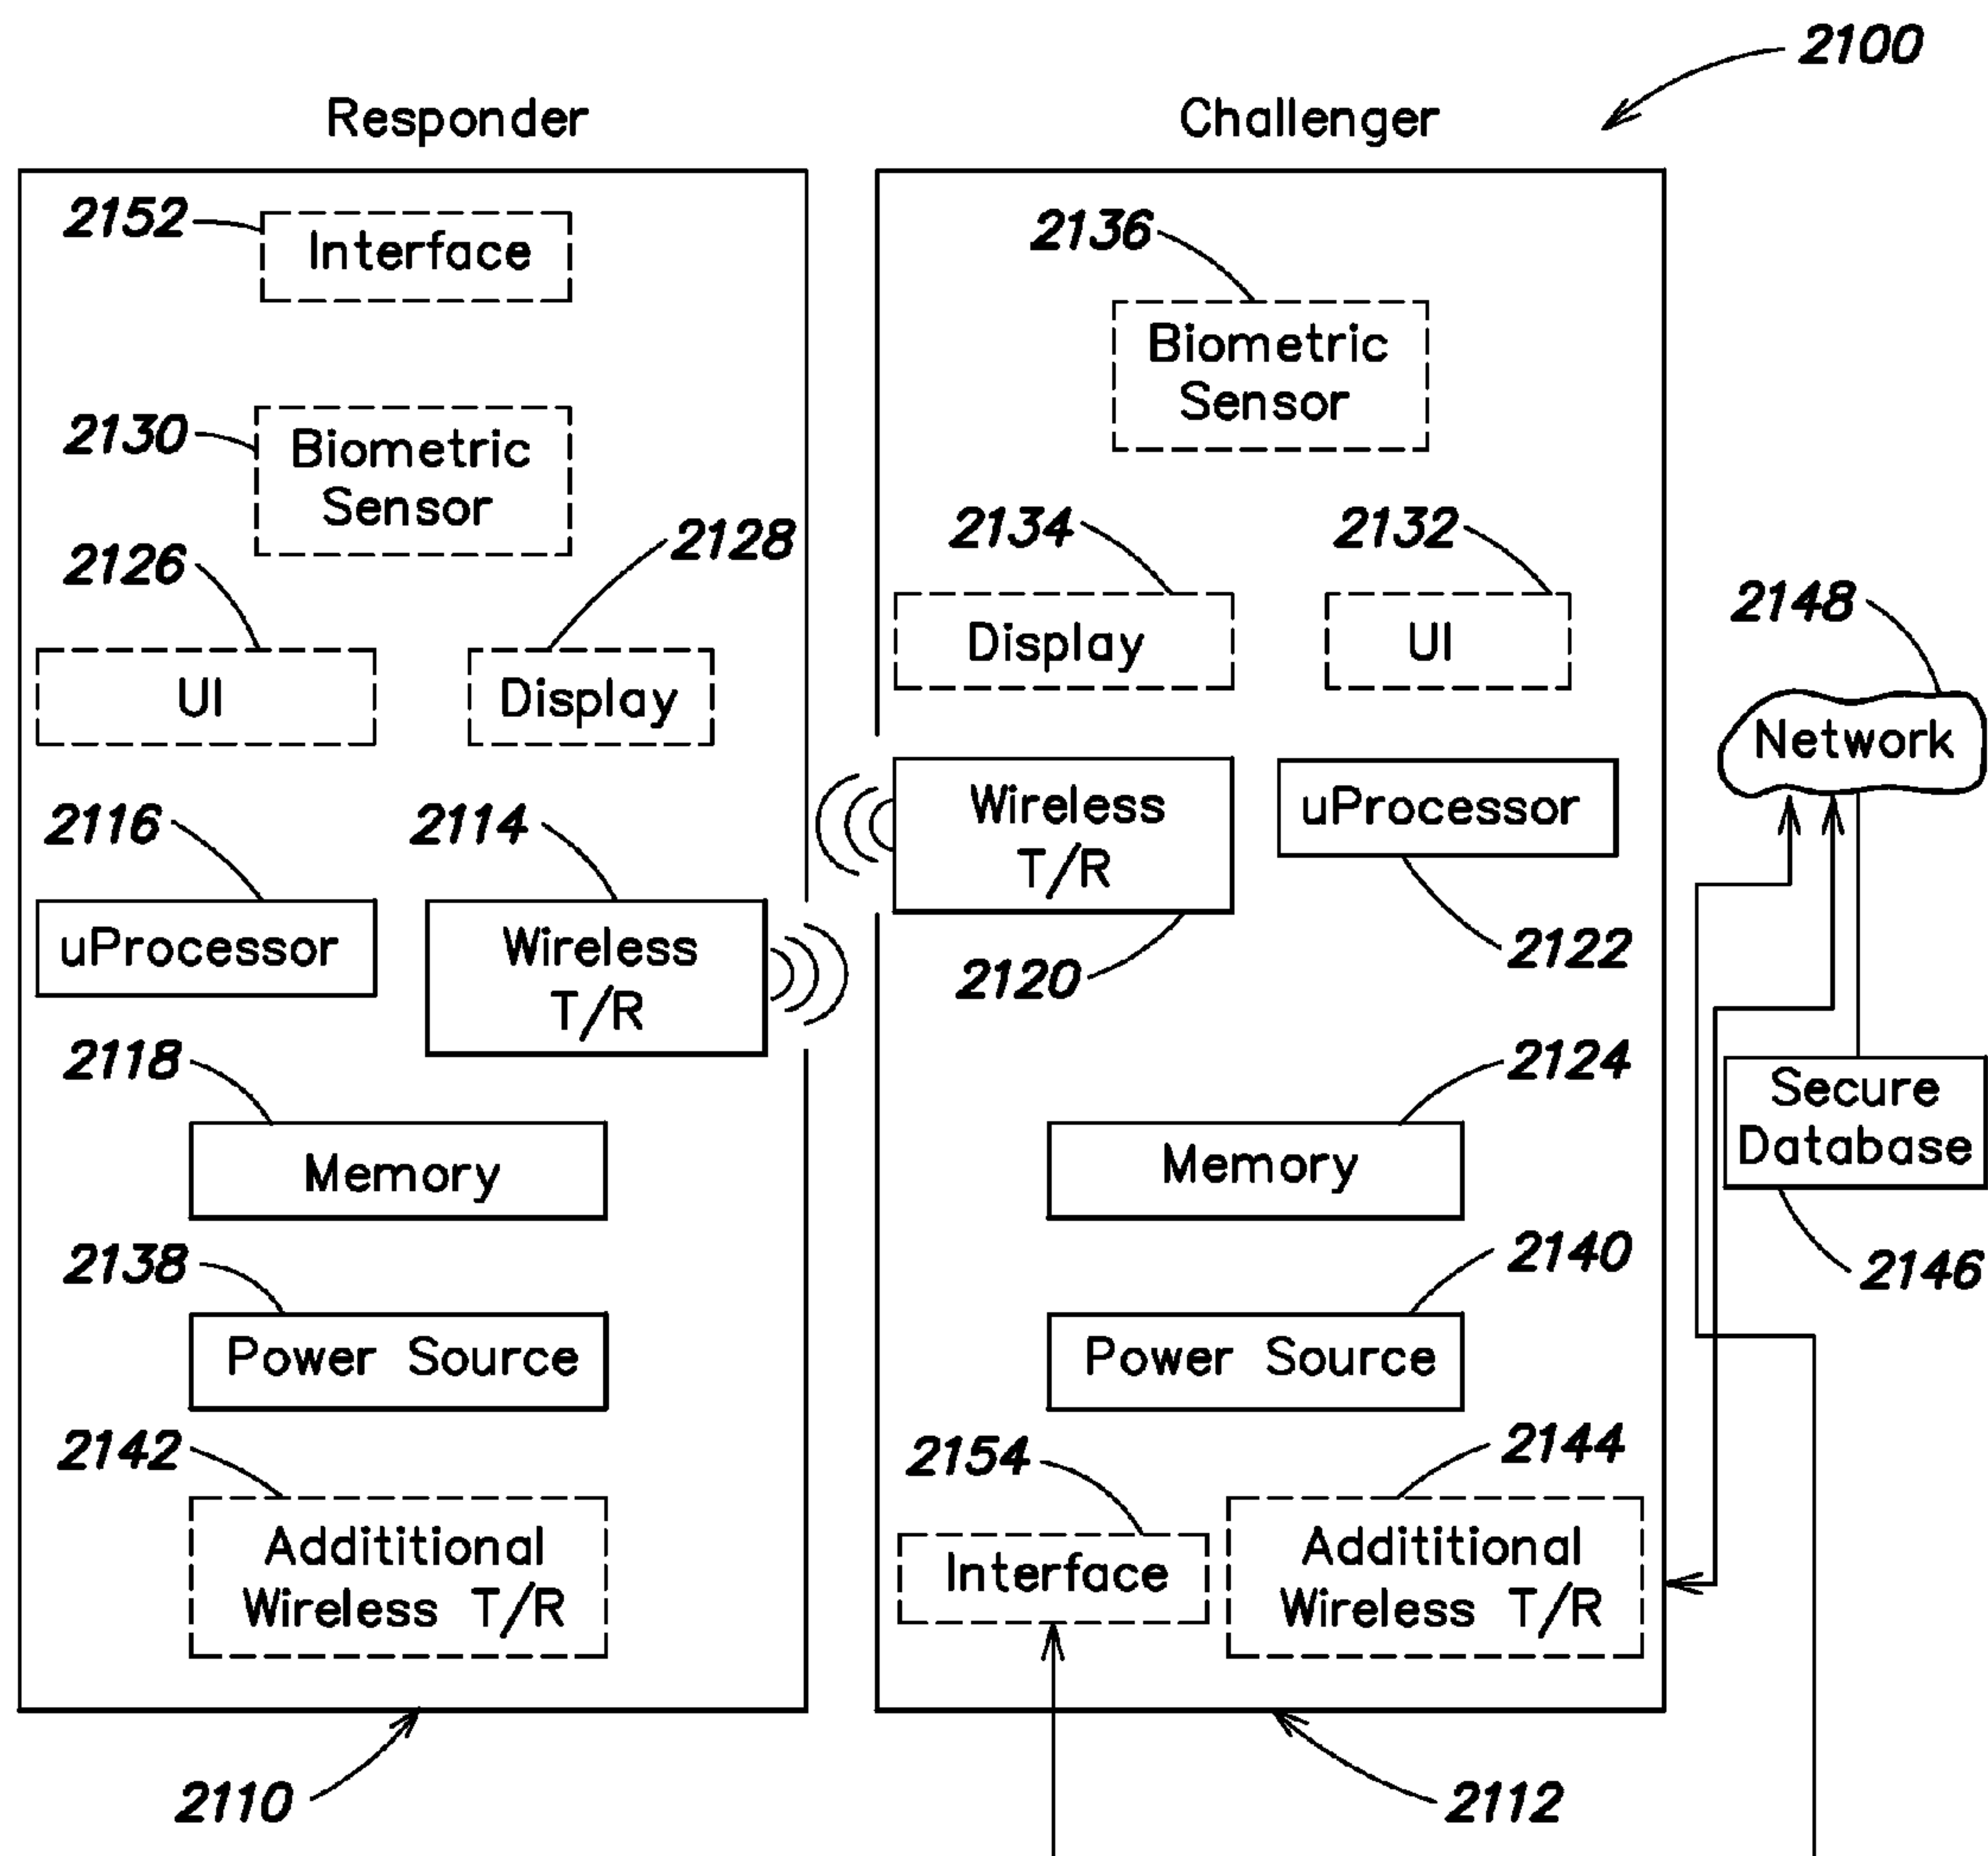 2100
Responder
Challenger
2152
Interface
2130
Biometric
Sensor
2126
2128
UI
Display
2116
2114
uProcessor
Wireless
T/R
2118
Memory
2138
Power Source
2142
Addititional
Wireless T/R
2110
2136
Biometric
Sensor
2134
2132
Display
UI
Wireless
T/R
uProcessor
2120
2122
2124
Memory
2140
Power Source
2154
2144
Interface
Addititional
Wireless T/R
2112
2148
Network
Secure
Database
2146